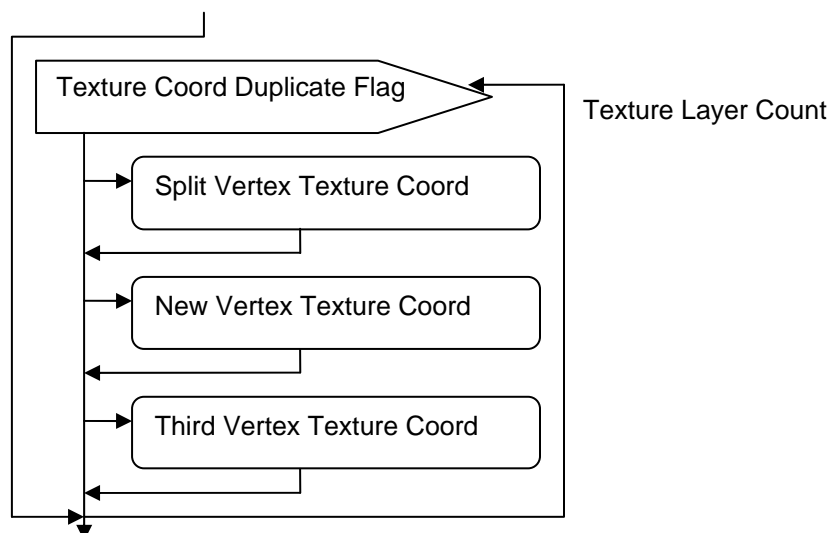 Texture Coord Duplicate Flag
Texture Layer Count
Split Vertex Texture Coord
New Vertex Texture Coord
Third Vertex Texture Coord